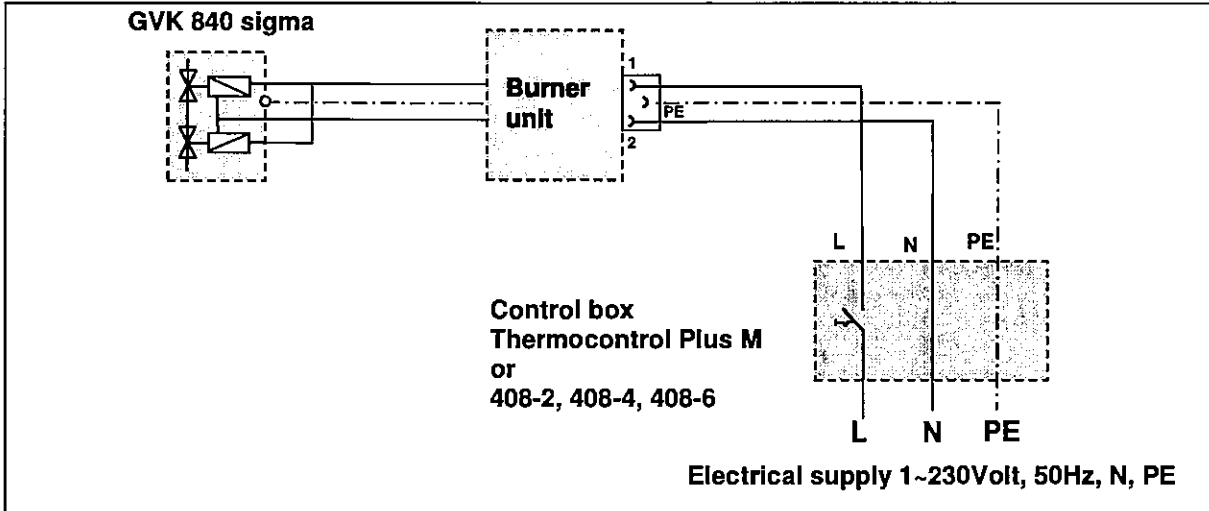 GVK 840 sigma
Burner
unit
1
PE
2
L N PE
Control box
Thermocontrol Plus M
or
408-2, 408-4, 408-6
L N PE
Electrical supply 1~230Volt, 50Hz, N, PE